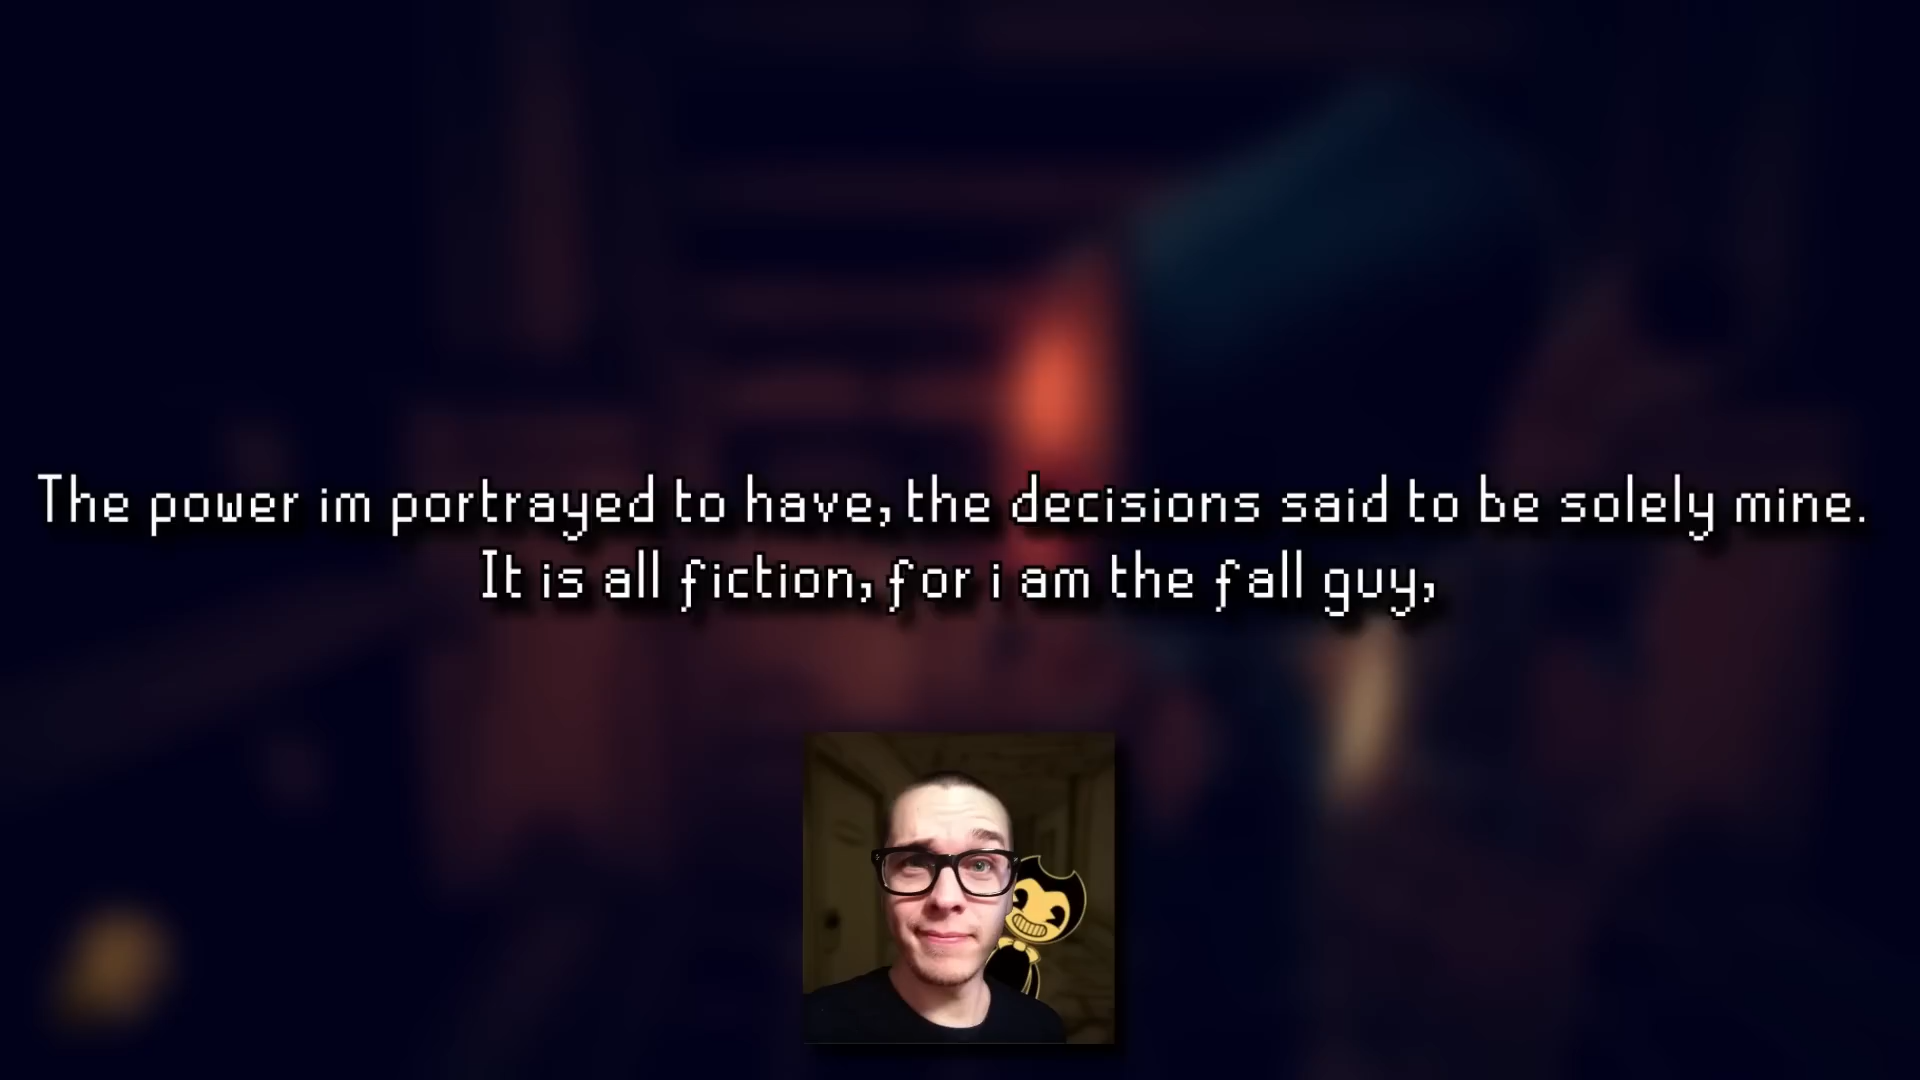 The power im portrayed to have, the decisions said to be solely mine.
It is all fiction, for i am the fall guy,